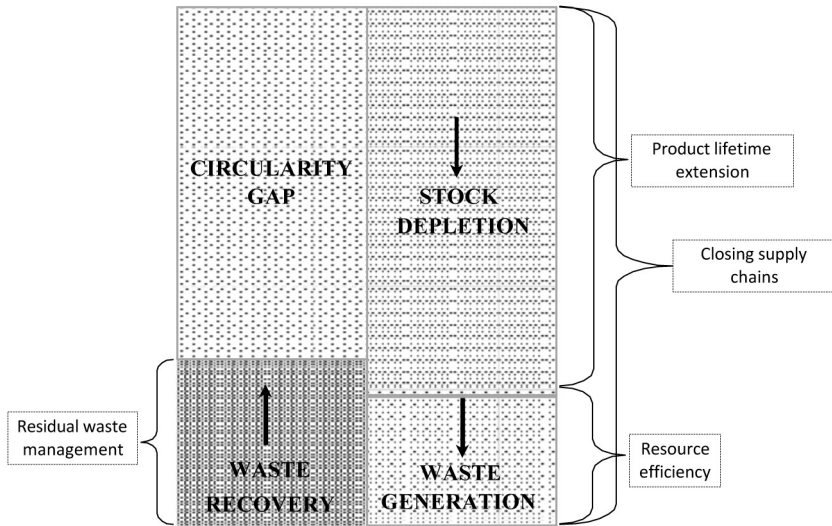 CIRCULARITY
GAP
STOCK
DEPLETION
Product lifetime
extension
Closing supply
chains
Residual waste
management
WASTE
RECOVERY
WASTE
GENERATION
Resource
efficiency